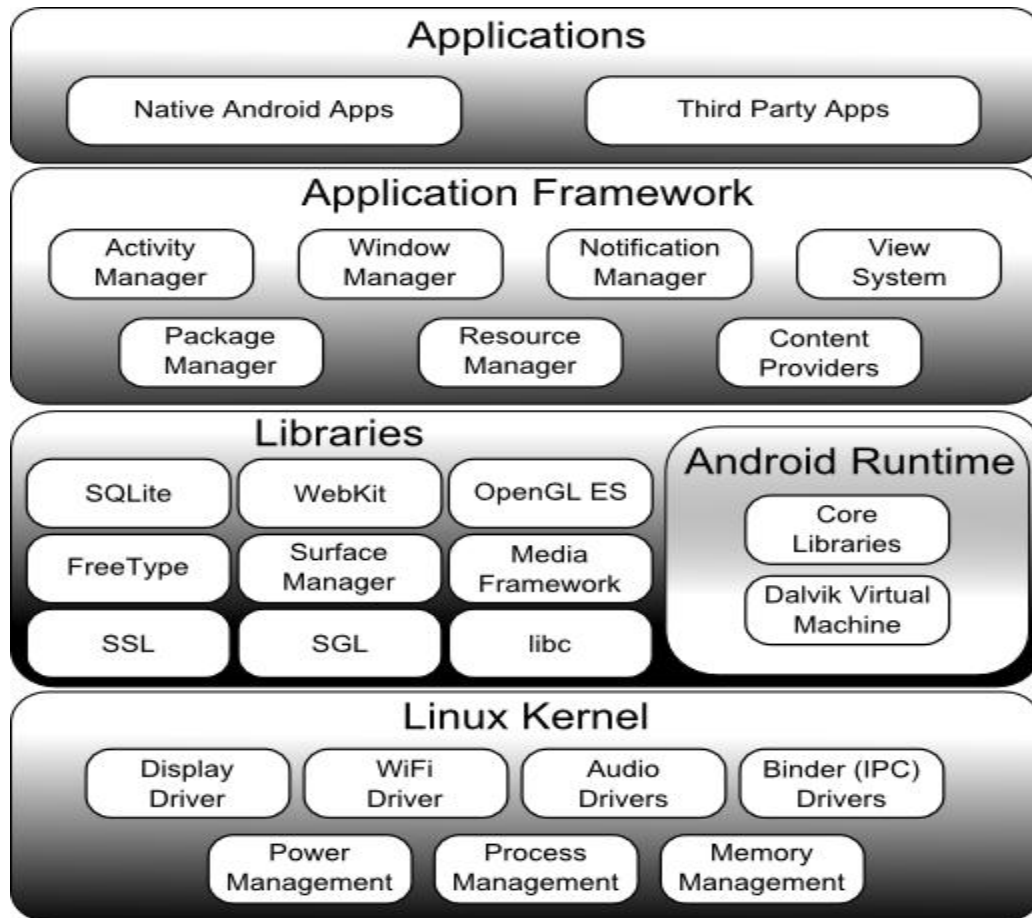 Applications
Native Android Apps
Third Party Apps
Application Framework
Activity
Manager
Window
Manager
Notification
Manager
View
System
Package
Manager
Resource
Manager
Content
Providers
Libraries
SQLite
WebKit
OpenGL ES
FreeType
Surface
Manager
Media
Framework
SSL
SGL
libc
Android Runtime
Core
Libraries
Dalvik Virtual
Machine
Linux Kernel
Display
Driver
WiFi
Driver
Audio
Drivers
Binder (IPC)
Drivers
Power
Management
Process
Management
Memory
Management